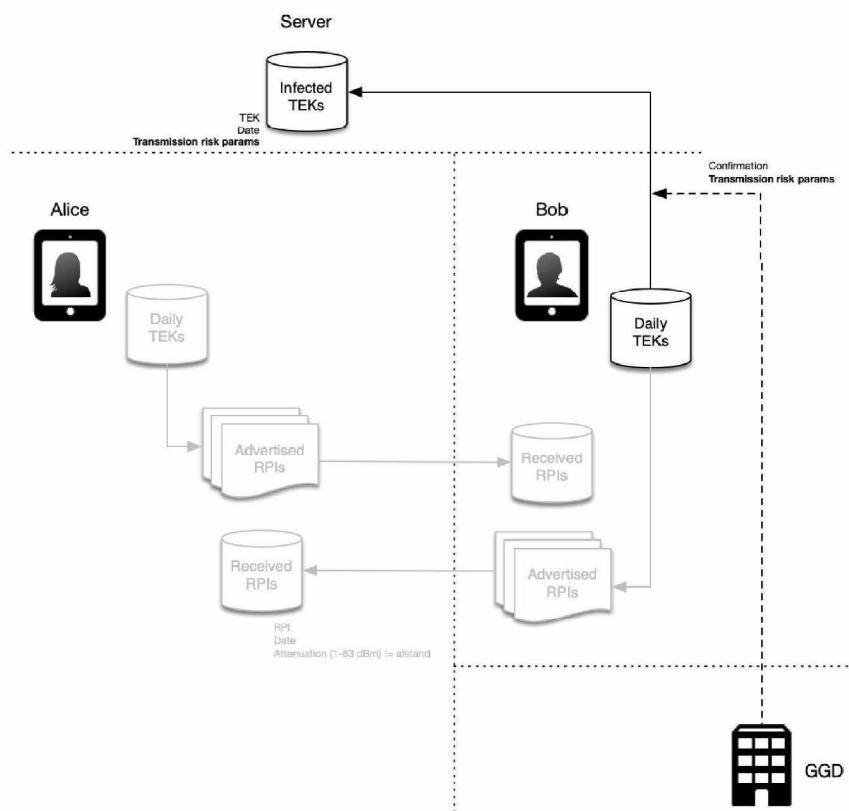 Server
Infected
TEKs
TEK
Date
Transmission risk params
Confirmation
Transmission risk params
Alice
Bob
Daily
TEKs
Daily
TEKs
Advertised
RPIs
Received
RPIs
Received
RPIs
Advertised
RPIs
RPI
Date
Attenuation (1-63 dBm) != afstand
GGD